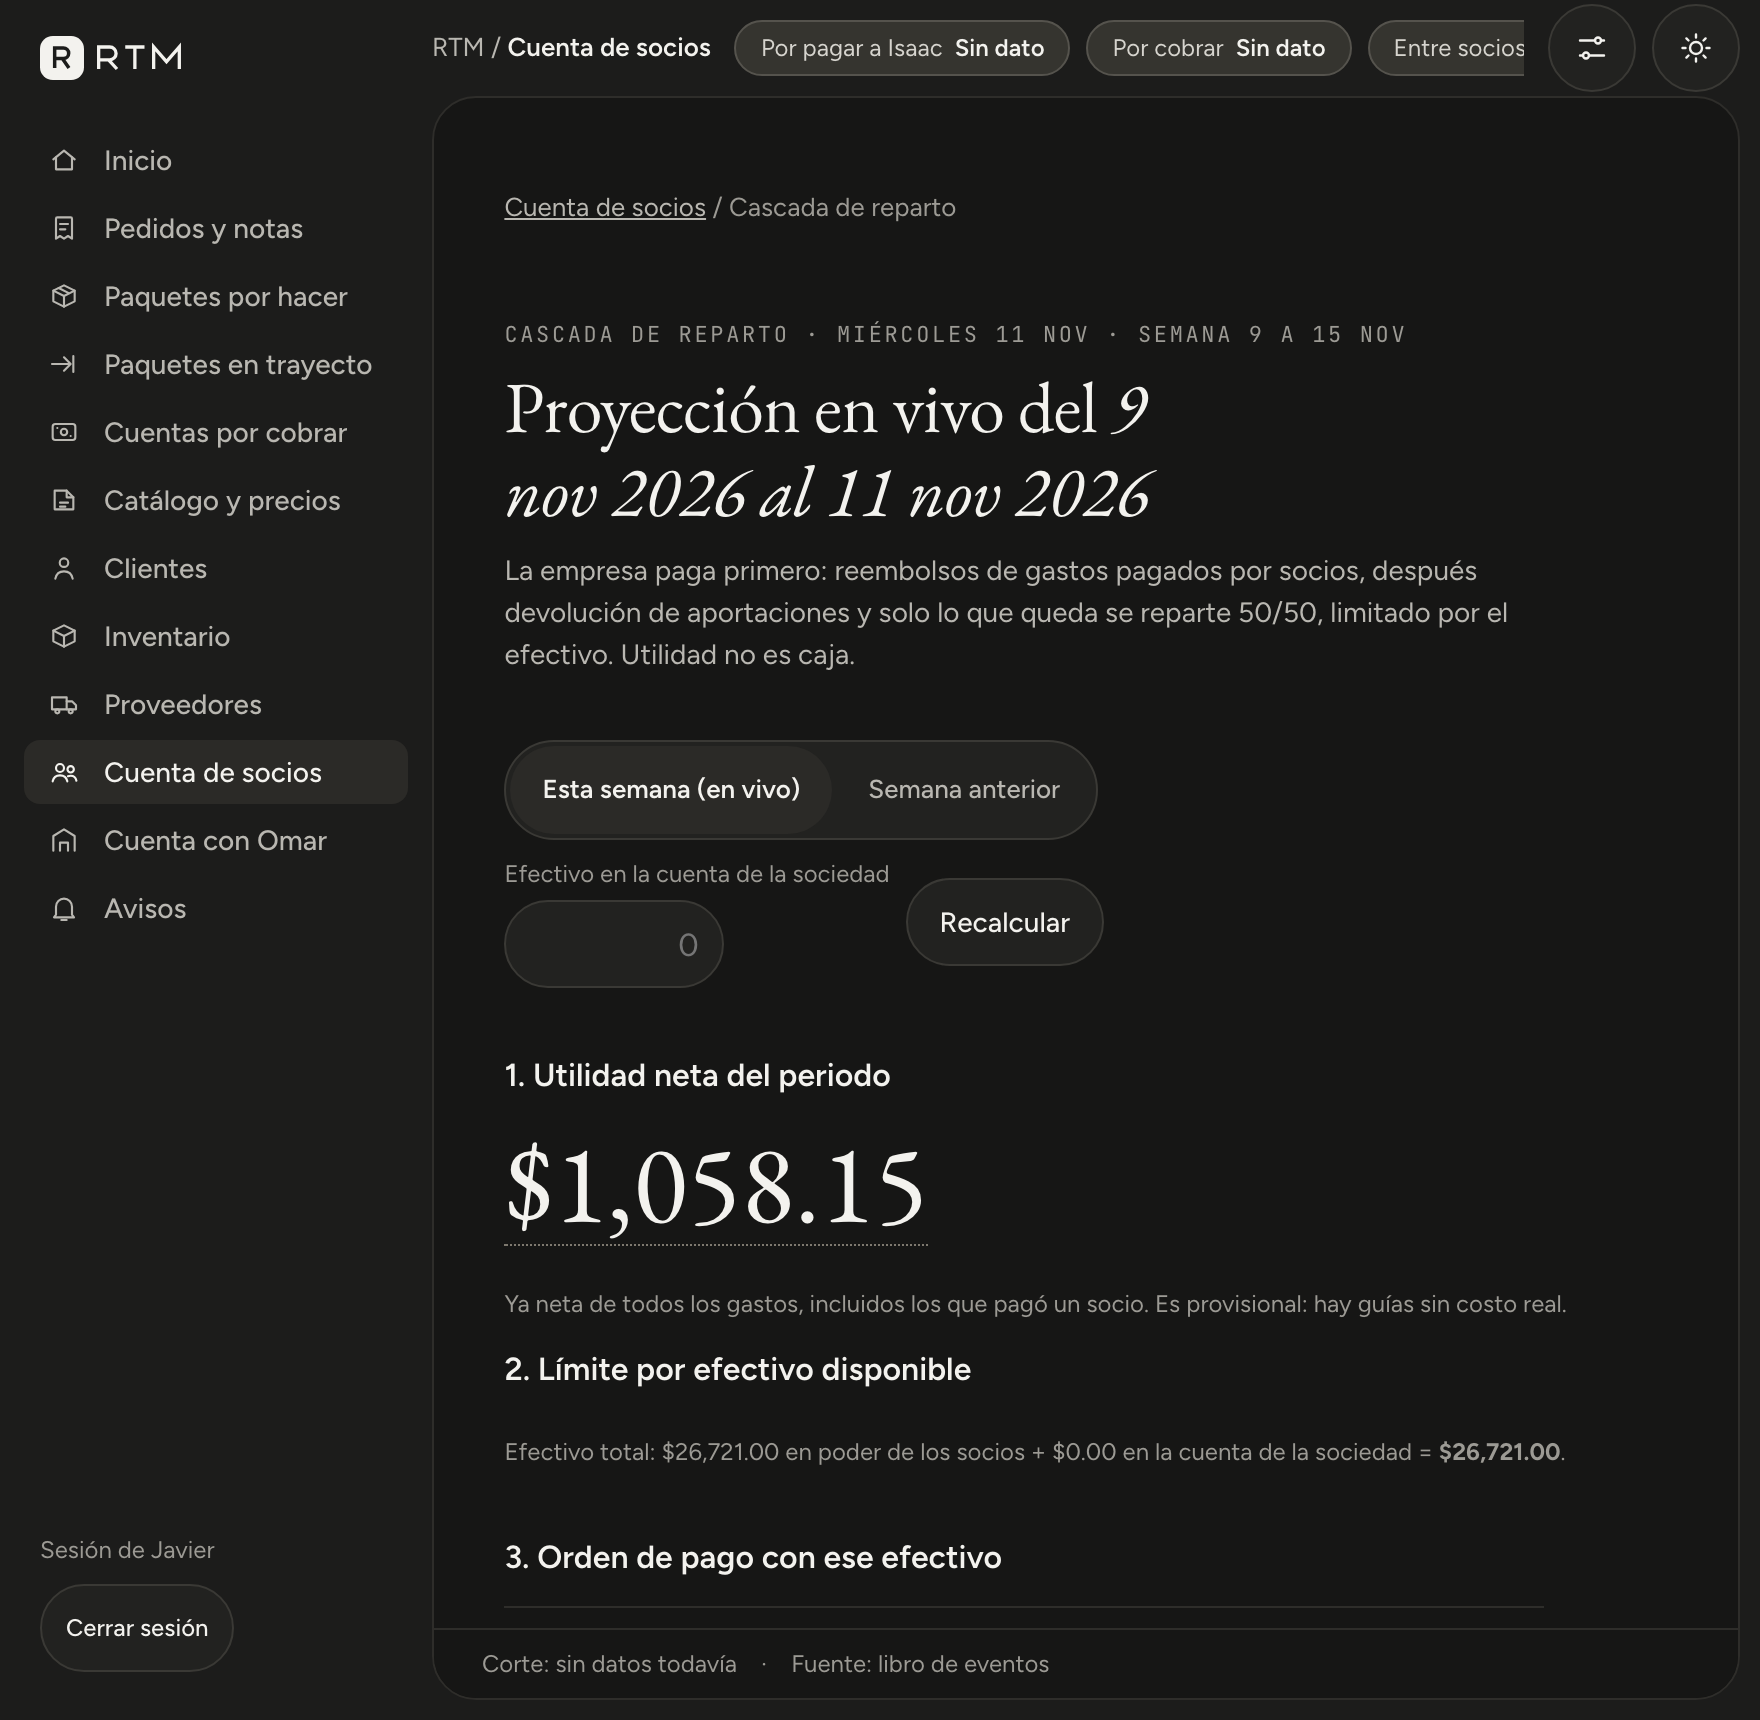 R RTM
Inicio
Pedidos y notas
Paquetes por hacer
Paquetes en trayecto
Cuentas por cobrar
Catálogo y precios
Clientes
Inventario
Proveedores
Cuenta de socios
Cuenta con Omar
Avisos
Sesión de Javier
Cerrar sesión
RTM / Cuenta de socios Por pagar a Isaac Sin dato Por cobrar Sin dato Entre socios
Cuenta de socios / Cascada de reparto
CASCADA DE REPARTO · MIÉRCOLES 11 NOV · SEMANA 9 A 15 NOV
Proyección en vivo del 9
nov 2026 al 11 nov 2026
La empresa paga primero: reembolsos de gastos pagados por socios, después
devolución de aportaciones y solo lo que queda se reparte 50/50, limitado por el
efectivo. Utilidad no es caja.
Esta semana (en vivo) Semana anterior
Efectivo en la cuenta de la sociedad
0
Recalcular
1. Utilidad neta del periodo
$1,058.15
Ya neta de todos los gastos, incluidos los que pagó un socio. Es provisional: hay guías sin costo real.
2. Límite por efectivo disponible
Efectivo total: $26,721.00 en poder de los socios + $0.00 en la cuenta de la sociedad = $26,721.00.
3. Orden de pago con ese efectivo
Corte: sin datos todavía · Fuente: libro de eventos